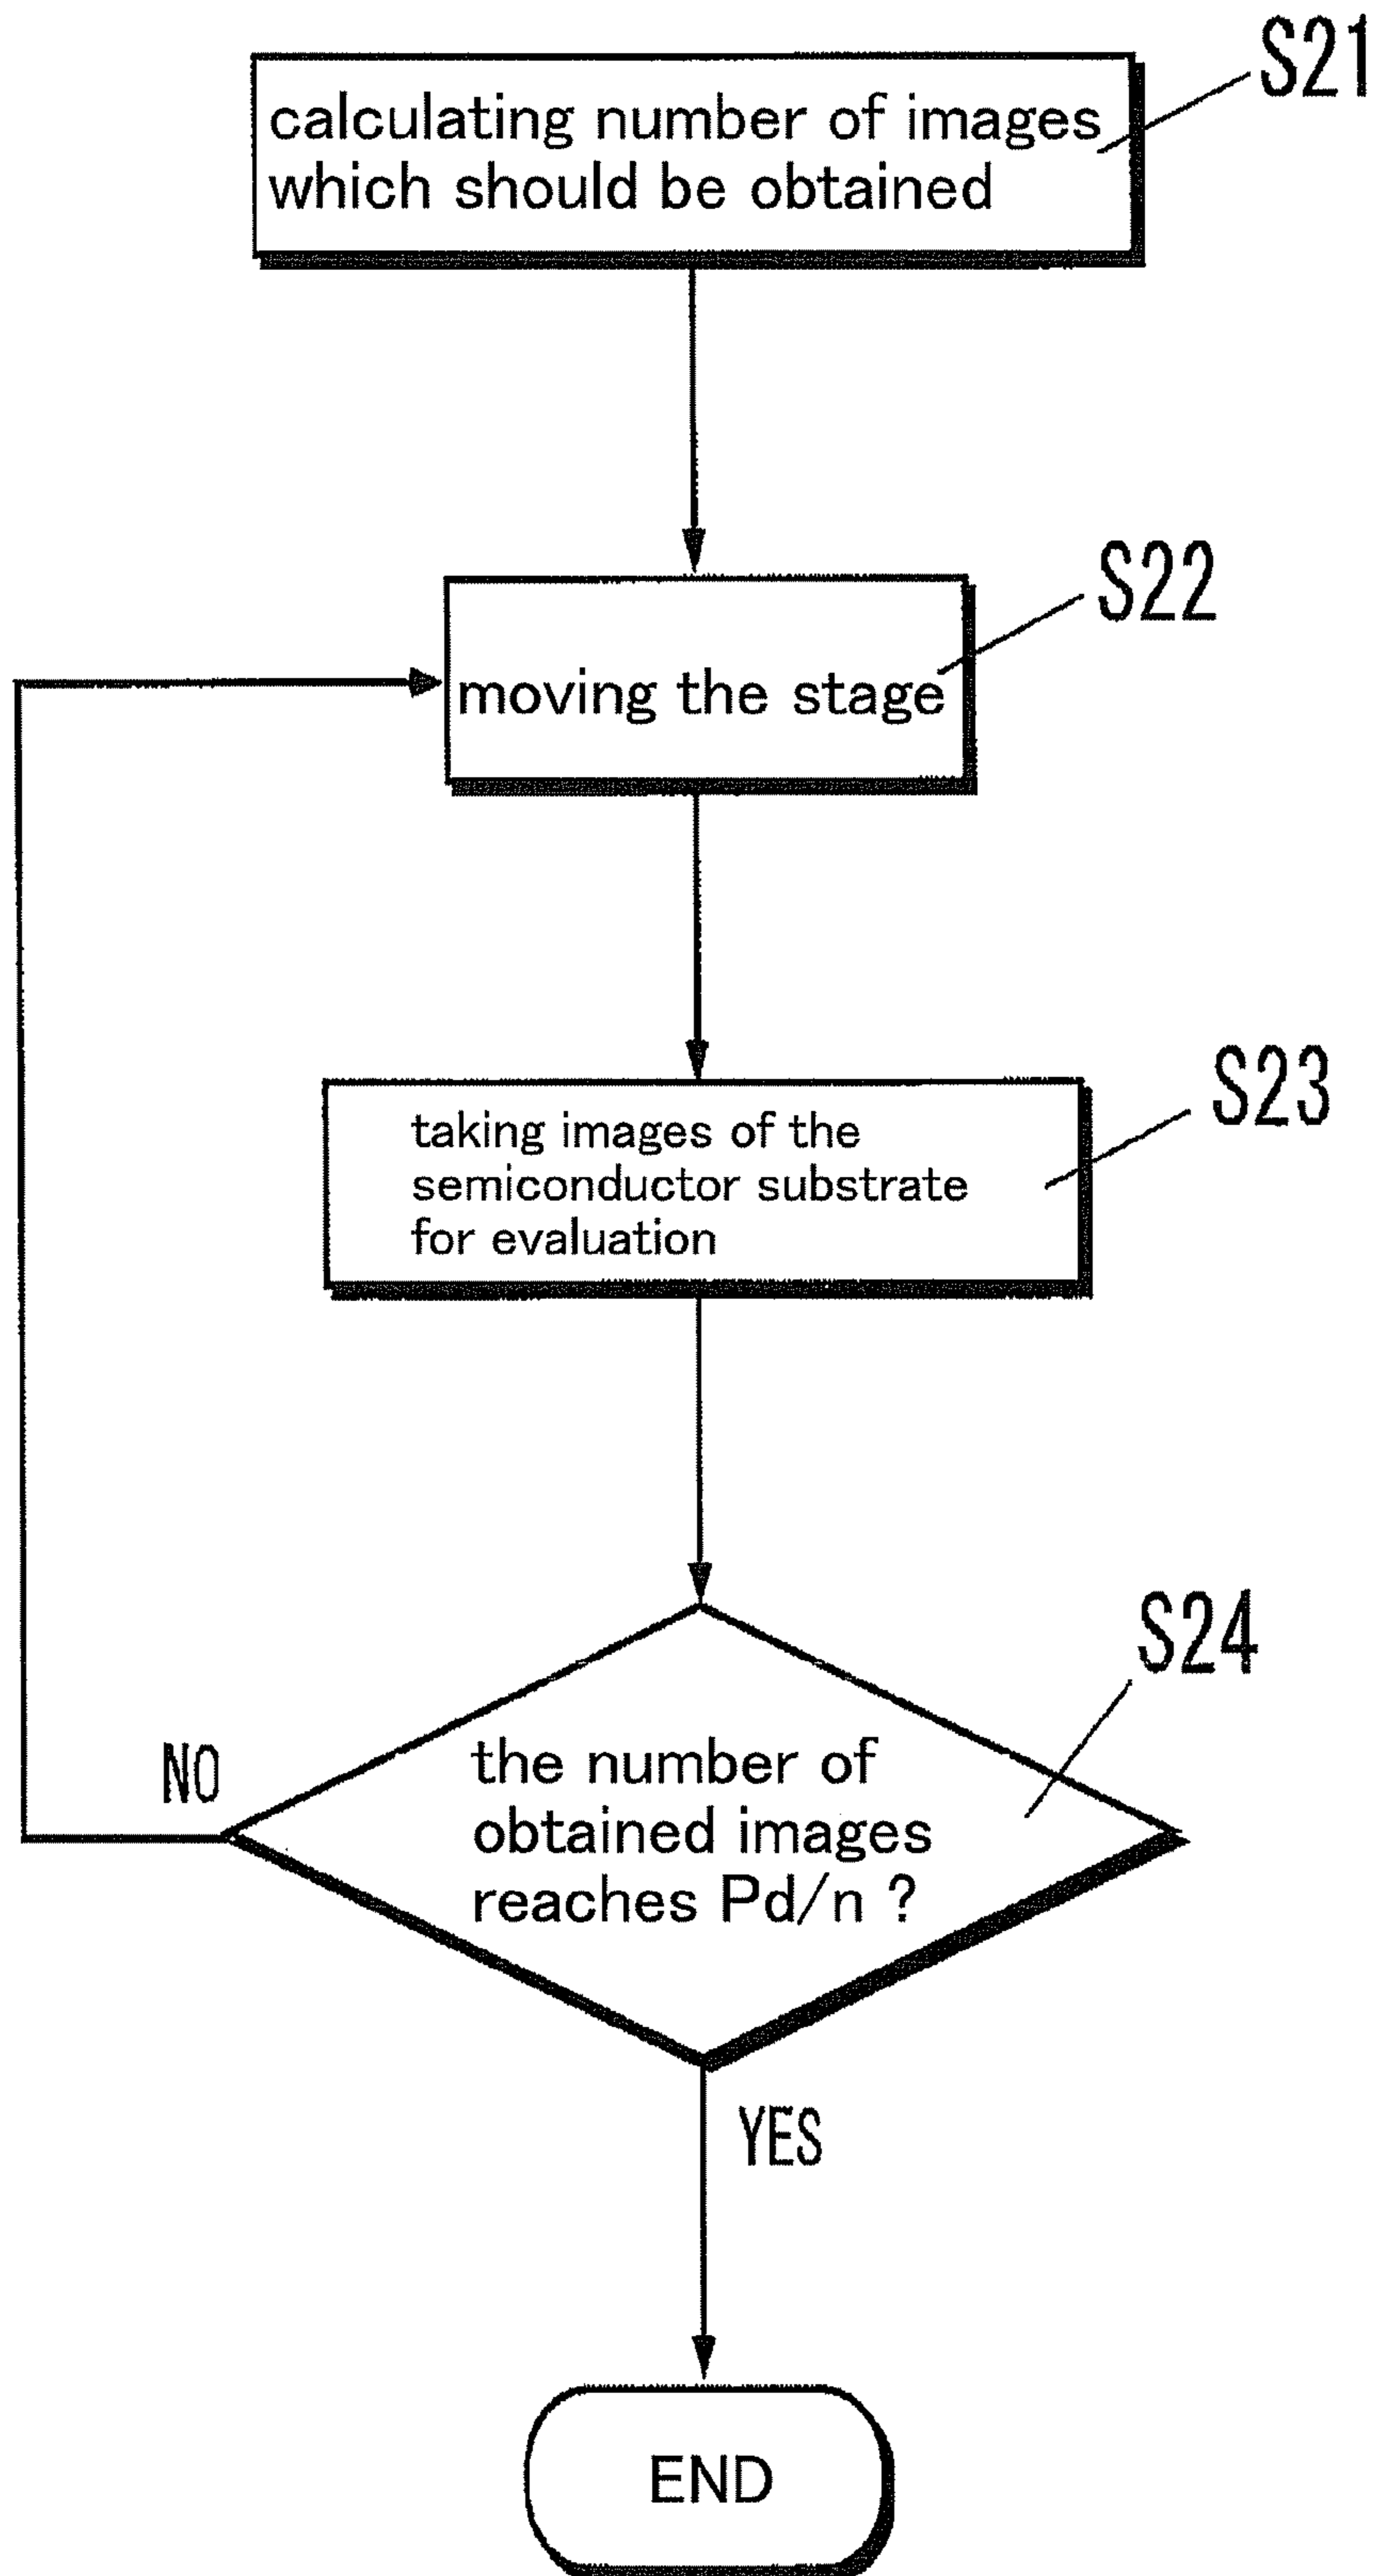 S21
calculating number of images
which should be obtained
S22
moving the stage
S23
taking images of the
semiconductor substrate
for evaluation
S24
NO
the number of
obtained images
reaches Pd/n ?
YES
END